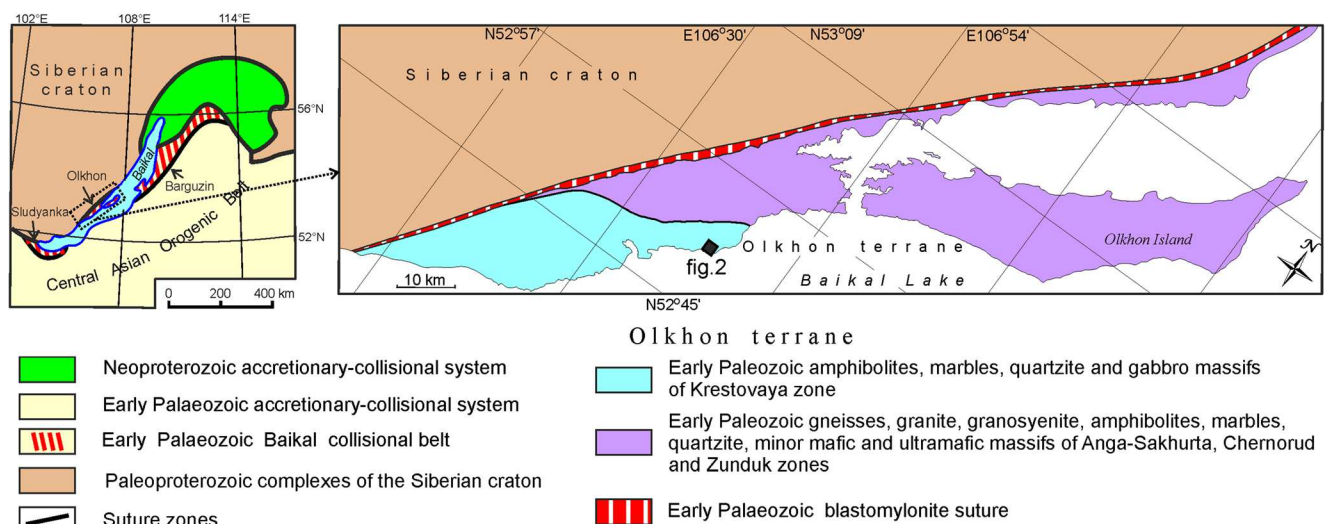 102°E 108°E 114°E
Siberian
craton
56°N
Baikal
Olkhon
Barguzin
Sludyanka
52°N
Central Asian Orogenic Belt
0 200 400 km
N52°57' E106°30' N53°09' E106°54'
Siberian craton
Olkhon terrane
Olkhon Island
fig.2
Baikal Lake
N
10 km
N52°45'
Olkhon terrane
Neoproterozoic accretionary-collisional system
Early Palaeozoic accretionary-collisional system
Early Palaeozoic Baikal collisional belt
Paleoproterozoic complexes of the Siberian craton
Suture zones
Early Paleozoic amphibolites, marbles, quartzite and gabbro massifs
of Krestovaya zone
Early Paleozoic gneisses, granite, granosyenite, amphibolites, marbles,
quartzite, minor mafic and ultramafic massifs of Anga-Sakhurta, Chernorud
and Zunduk zones
Early Palaeozoic blastomylonite suture